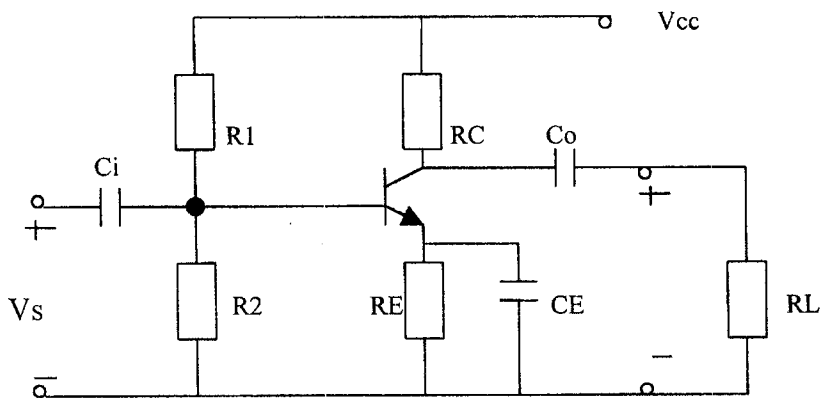 Vcc
R1
RC
Co
Ci
+
+
Vs
R2
RE
CE
RL
−
−